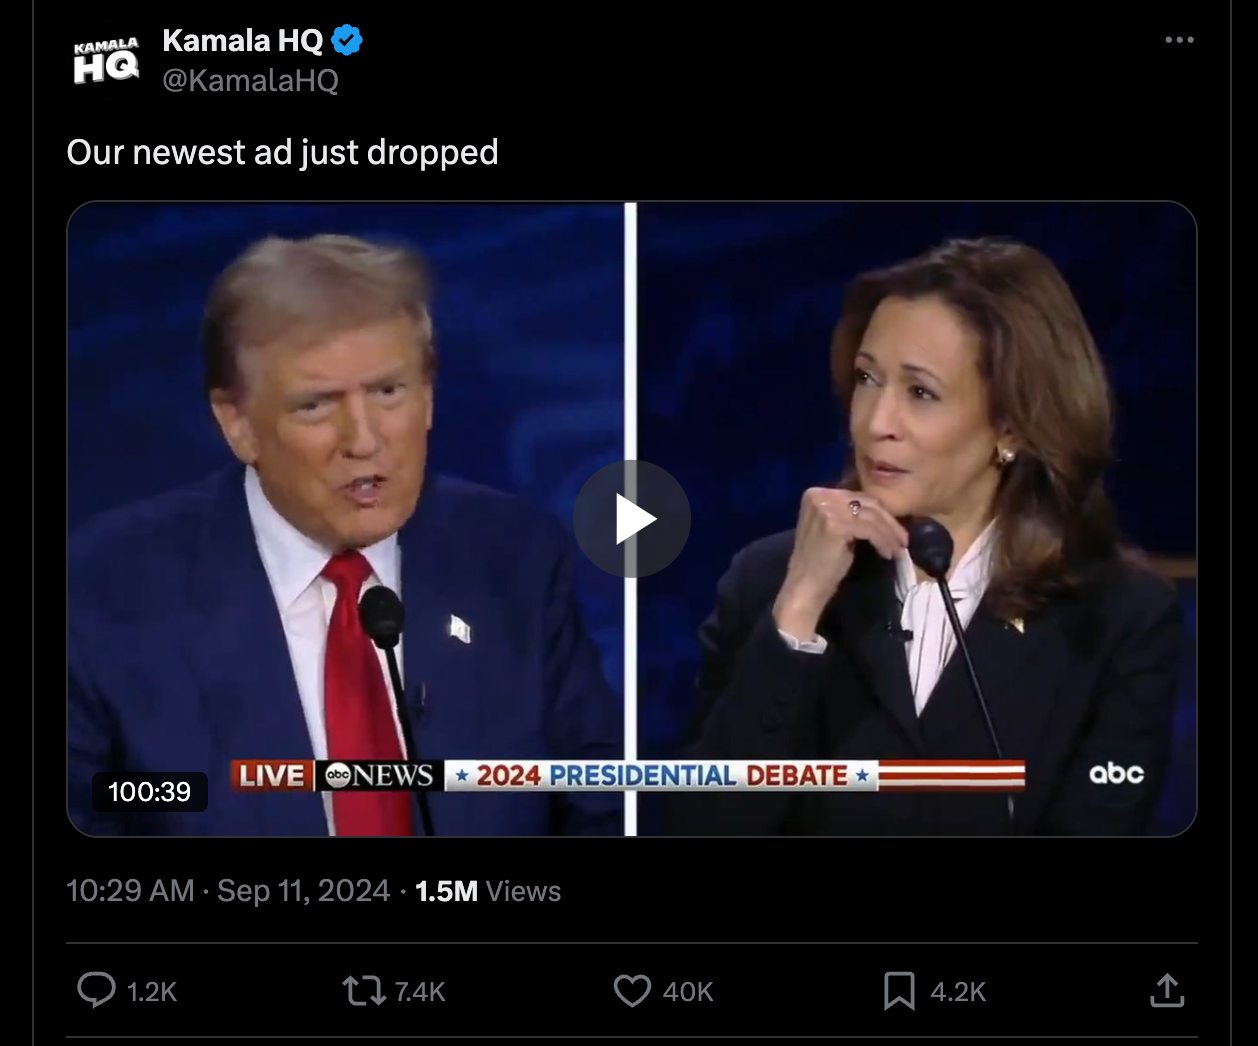 KAMALA
HQ
Kamala HQ
@KamalaHQ
Our newest ad just dropped
100:39
LIVE abc NEWS ★ 2024 PRESIDENTIAL DEBATE ★
abc
10:29 AM · Sep 11, 2024 · 1.5M Views
1.2K 7.4K 40K 4.2K